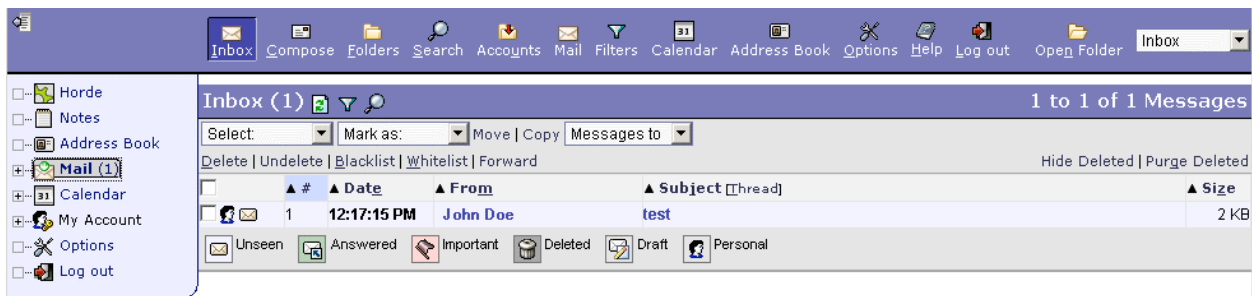 Inbox Compose Folders Search Accounts Mail Filters Calendar Address Book Options Help Log out Open Folder Inbox
Horde
Notes
Address Book
Mail (1)
Calendar
My Account
Options
Log out
Inbox (1) 1 to 1 of 1 Messages
Select: Mark as: Move | Copy Messages to
Delete | Undelete | Blacklist | Whitelist | Forward Hide Deleted | Purge Deleted
# Date From Subject [Thread] Size
1 12:17:15 PM John Doe test 2 KB
Unseen Answered Important Deleted Draft Personal